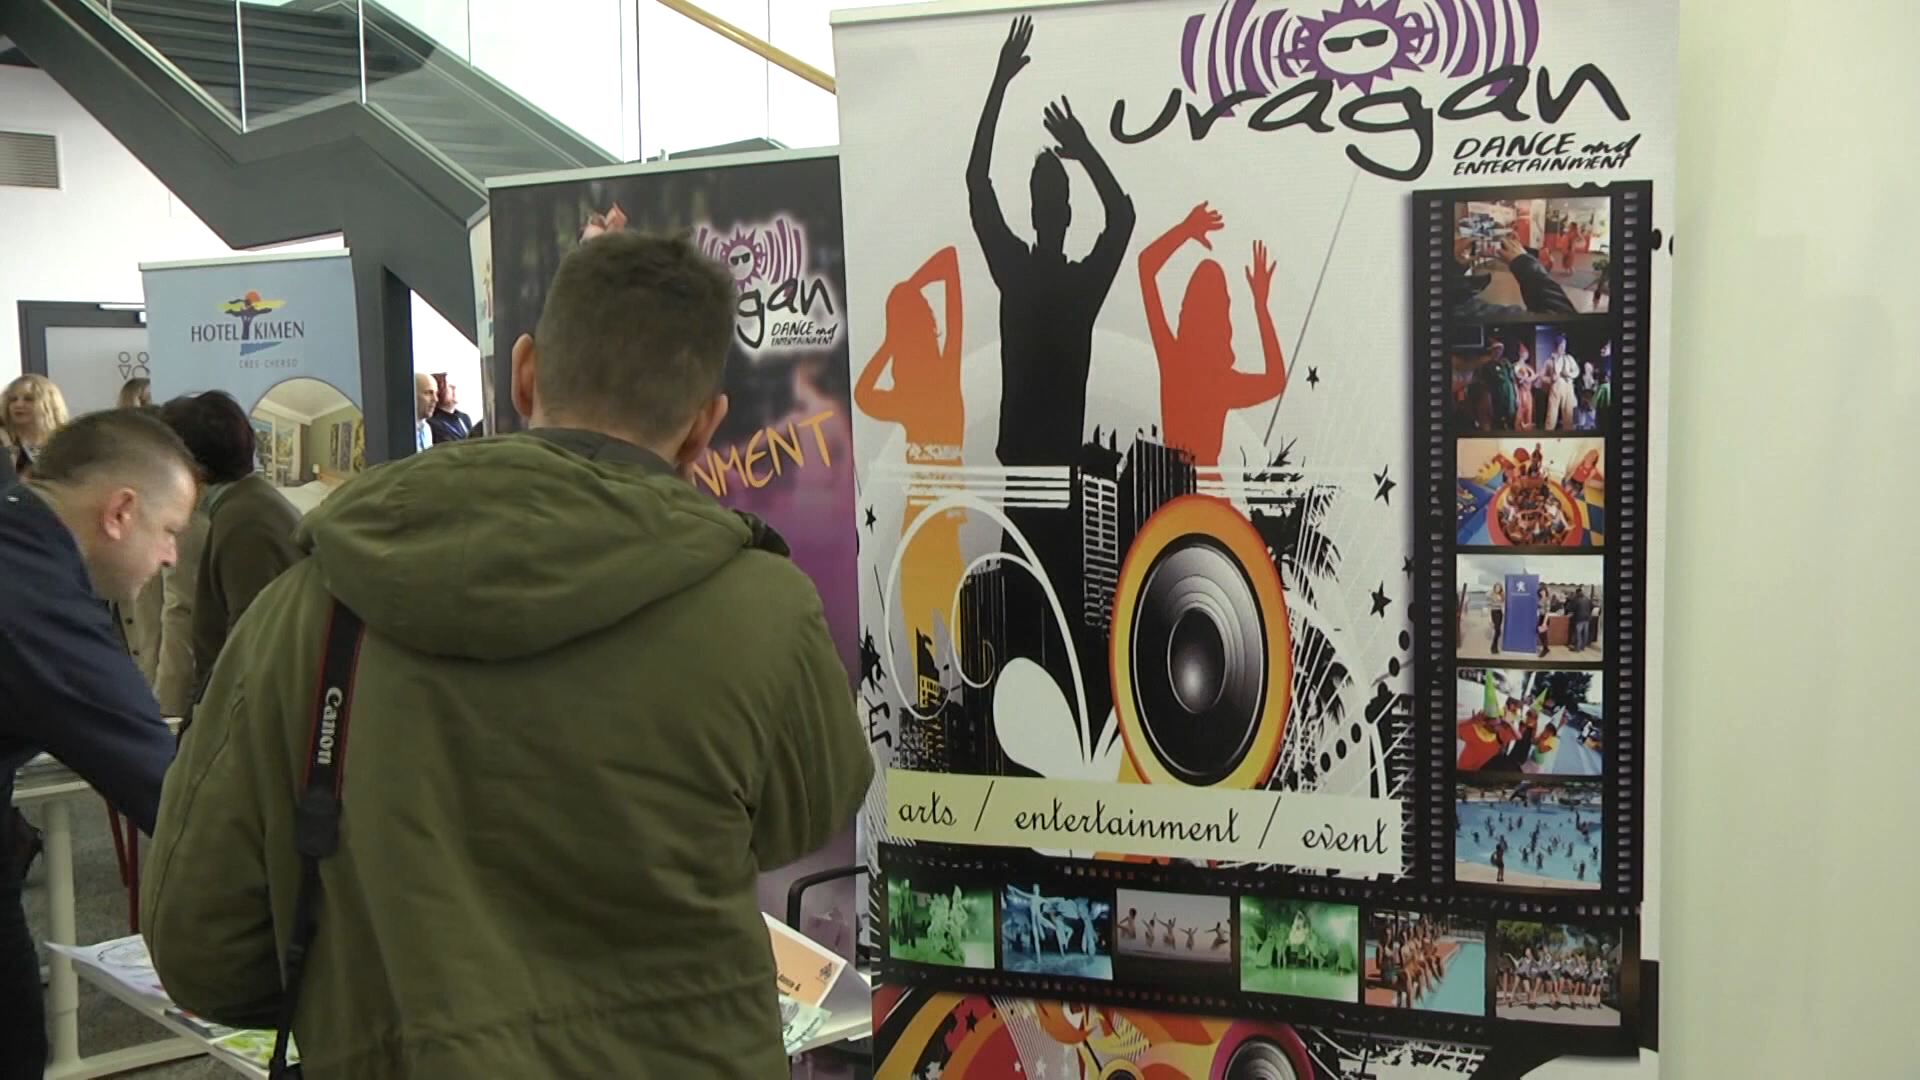 uragan
DANCE and
ENTERTAINMENT
gan
DANCE and
ENTERTAINMENT
NMENT
HOTEL KIMEN
CRES-CHERSO
Canon
arts / entertainment / event